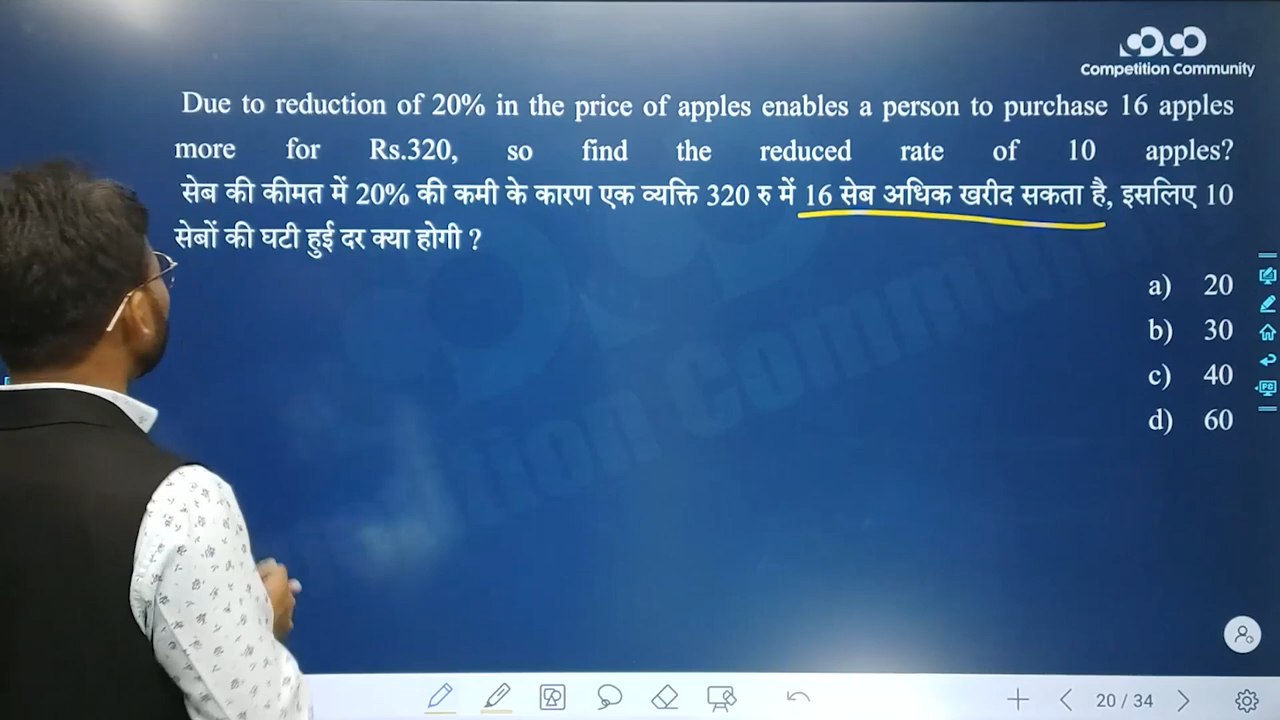 Competition Community
Due to reduction of 20% in the price of apples enables a person to purchase 16 apples
more for Rs.320, so find the reduced rate of 10 apples?
सेब की कीमत में 20% की कमी के कारण एक व्यक्ति 320 रु में 16 सेब अधिक खरीद सकता है, इसलिए 10
सेबों की घटी हुई दर क्या होगी ?
a) 20
b) 30
c) 40
d) 60
20 / 34